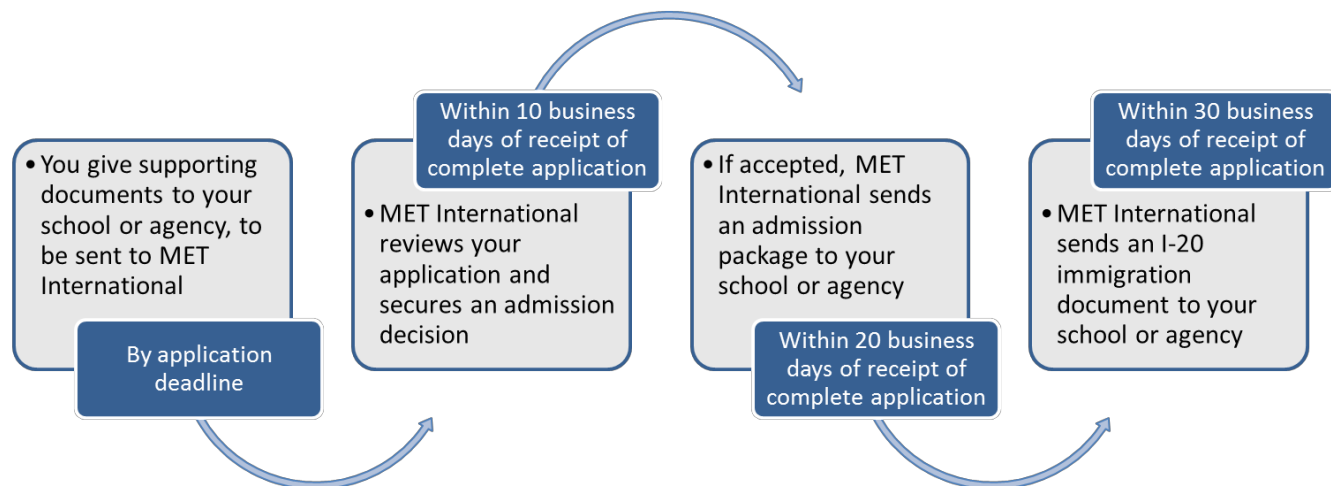 • You give supporting
documents to your
school or agency, to
be sent to MET
International
By application
deadline
Within 10 business
days of receipt of
complete application
• MET International
reviews your
application and
secures an admission
decision
• If accepted, MET
International sends
an admission
package to your
school or agency
Within 20 business
days of receipt of
complete application
Within 30 business
days of receipt of
complete application
• MET International
sends an I-20
immigration
document to your
school or agency